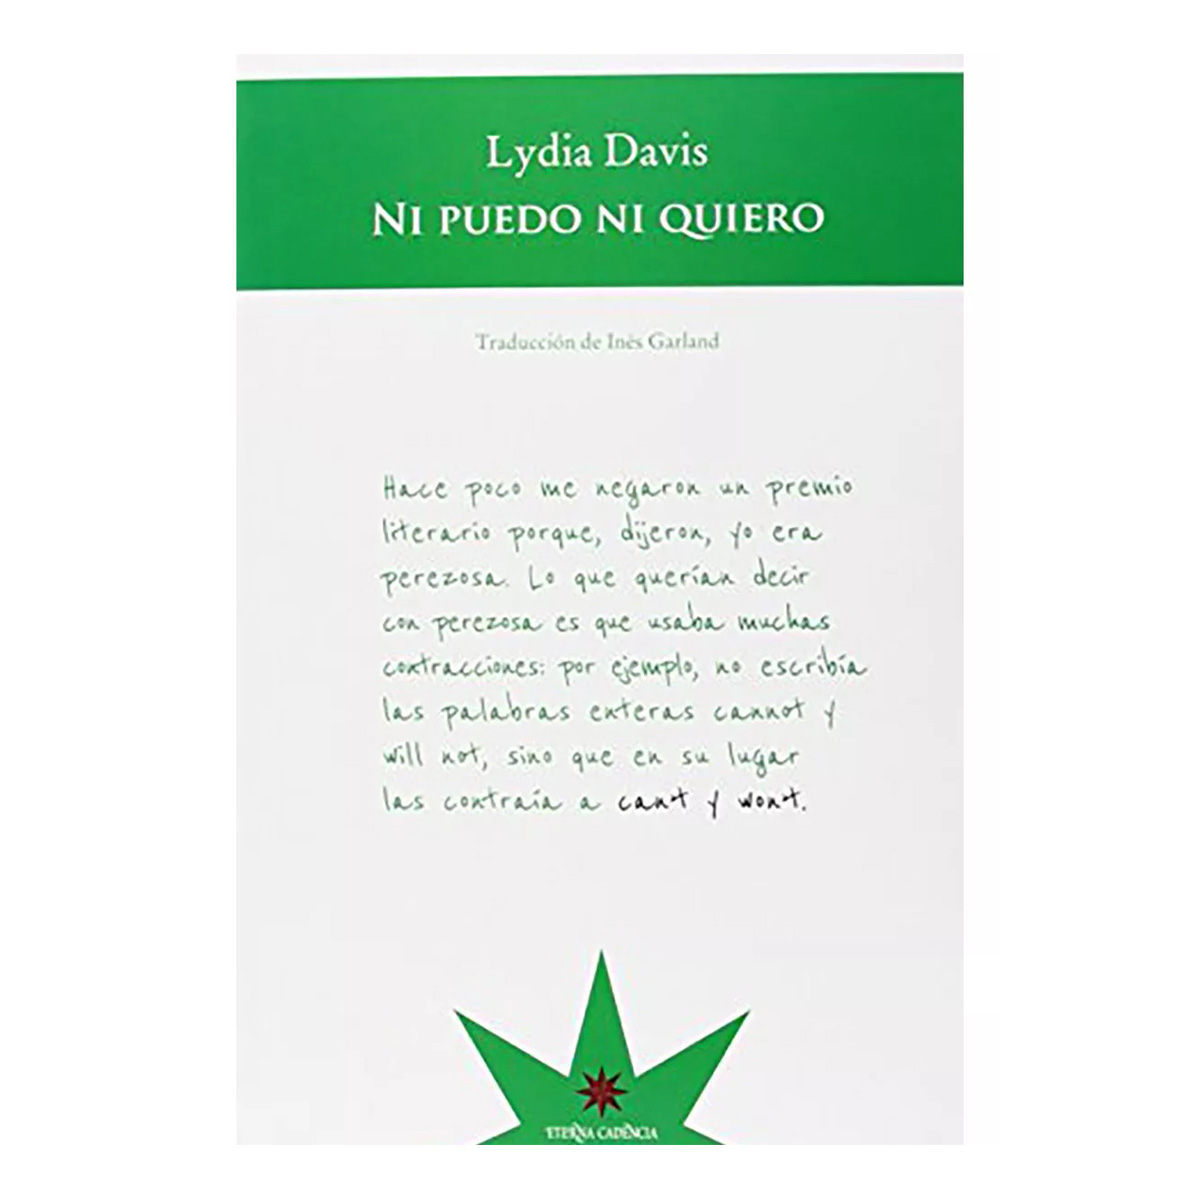 Lydia Davis
Ni puedo ni quiero
Traducción de Inés Garland
Hace poco me negaron un premio
literario porque, dijeron, yo era
perezosa. Lo que querían decir
con perezosa es que usaba muchas
contracciones: por ejemplo, no escribía
las palabras enteras cannot y
will not, sino que en su lugar
las contraía a can't y won't.
ETERNA CADÊNCIA